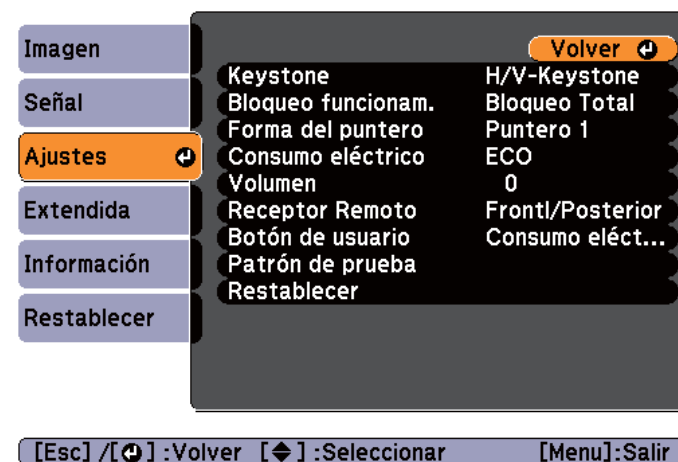 Imagen
Señal
Ajustes
Extendida
Información
Restablecer
Volver
Keystone H/V-Keystone
Bloqueo funcionam. Bloqueo Total
Forma del puntero Puntero 1
Consumo eléctrico ECO
Volumen 0
Receptor Remoto Frontl/Posterior
Botón de usuario Consumo eléct...
Patrón de prueba
Restablecer
[Esc] /[⏎] :Volver [◆] :Seleccionar [Menu]:Salir